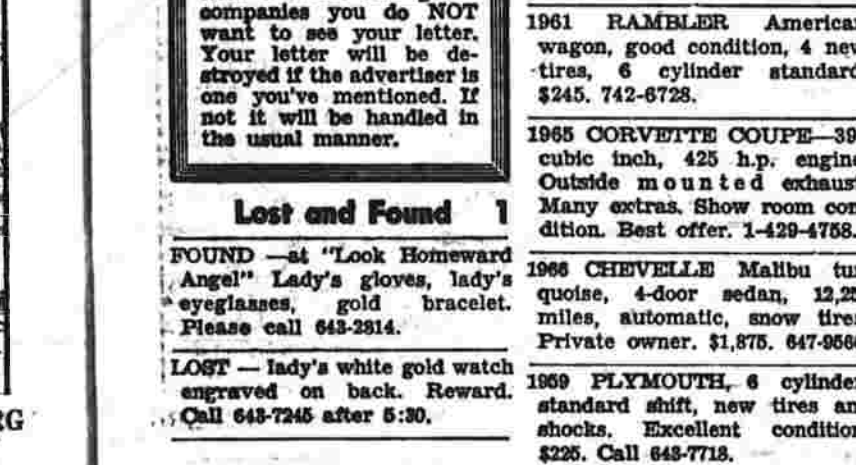 companies you do NOT
want to see your letter.
Your letter will be de-
stroyed if the advertiser is
one you've mentioned. If
not it will be handled in
the usual manner.
Lost and Found 1
FOUND —at "Look Homeward
Angel" Lady's gloves, lady's
eyeglasses, gold bracelet.
Please call 643-2814.
LOST — lady's white gold watch
engraved on back. Reward.
Call 643-7245 after 5:30.
1961 RAMBLER American
wagon, good condition, 4 new
tires, 6 cylinder standard
$245. 742-6728.
1965 CORVETTE COUPE—39
cubic inch, 425 h.p. engine
Outside mounted exhaust
Many extras. Show room con
dition. Best offer. 1-429-4758.
1966 CHEVELLE Malibu tur
quoise, 4-door sedan, 12,25
miles, automatic, snow tires
Private owner. $1,875. 647-956
1959 PLYMOUTH, 6 cylinder
standard shift, new tires an
shocks. Excellent condition
$225. Call 643-7718.
RG